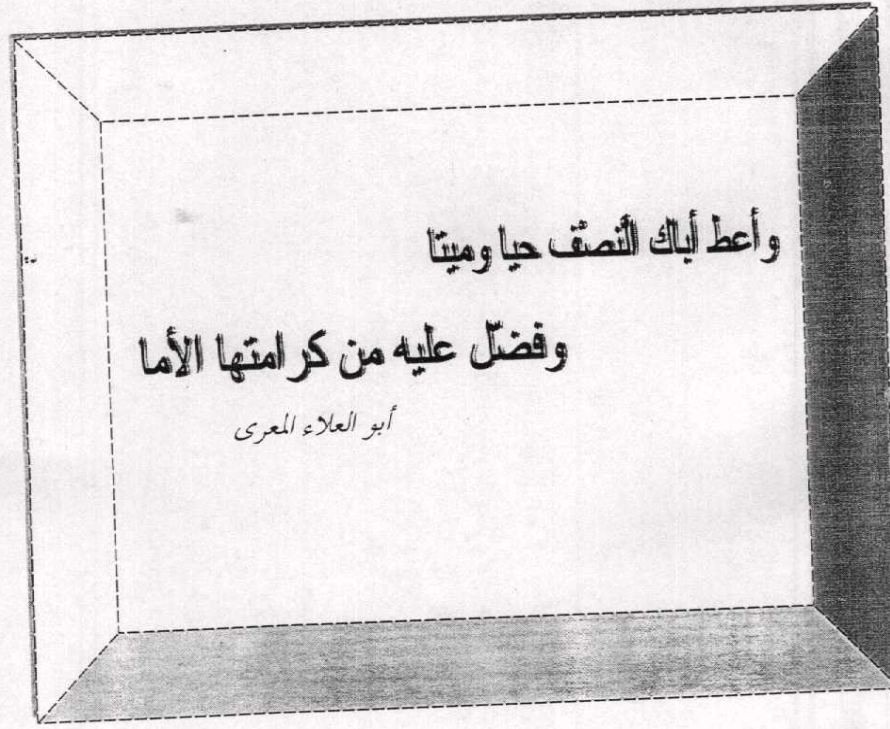 وأعط أباك النصف حيا وميتا
وفضل عليه من كرامتها الأما
أبو العلاء المعرى